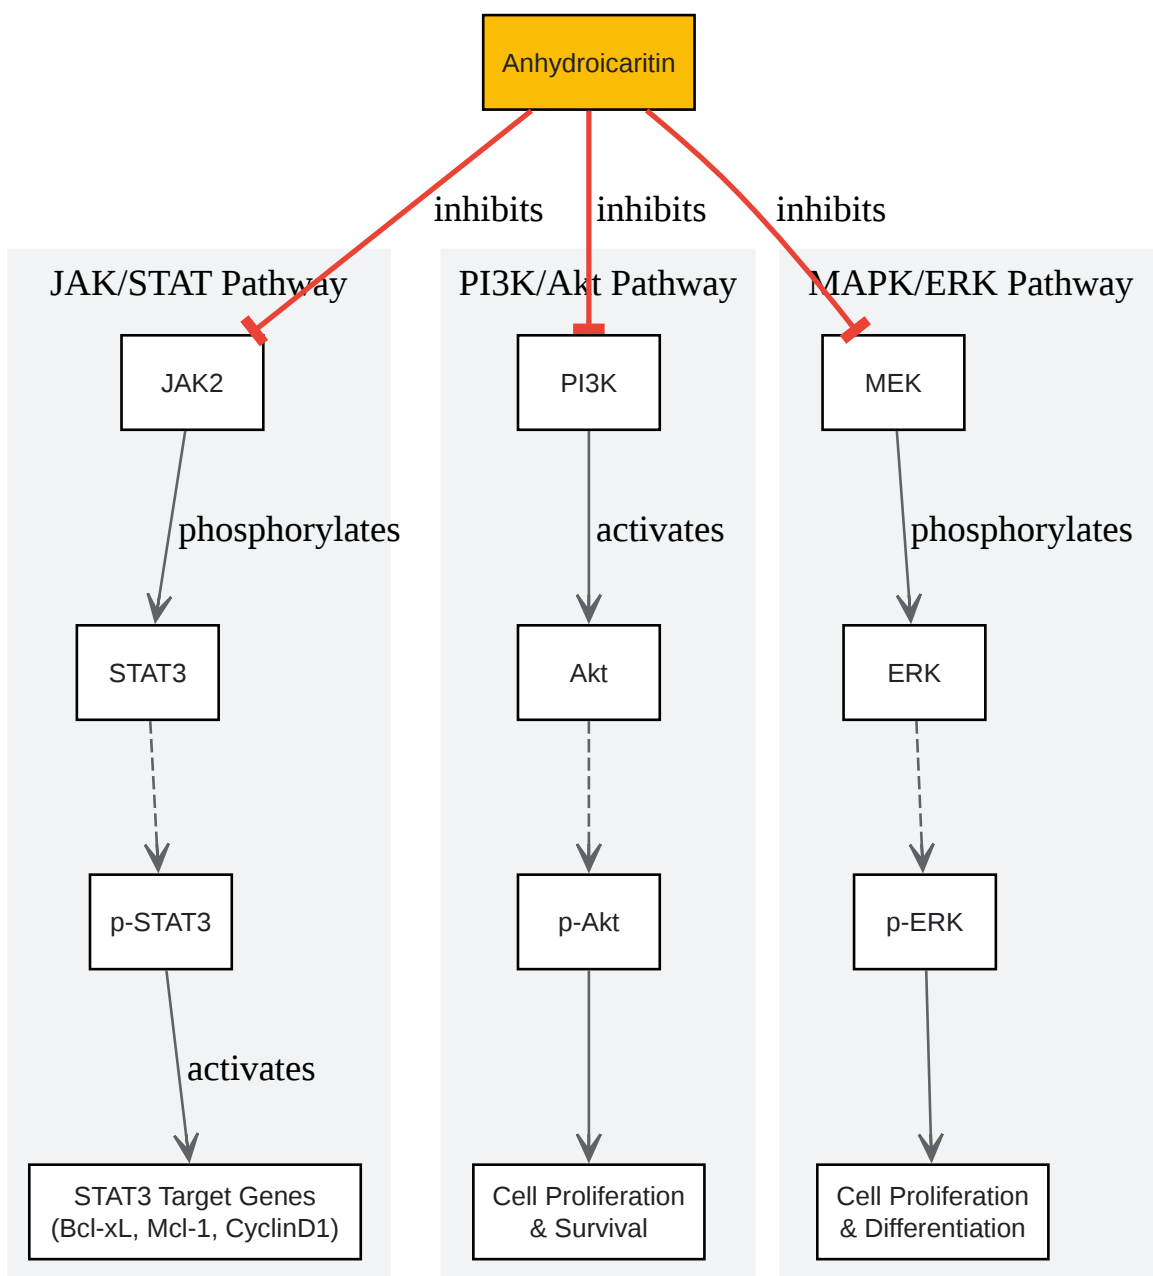 Anhydroicaritin
inhibits
inhibits
inhibits
JAK/STAT Pathway
PI3K/Akt Pathway
MAPK/ERK Pathway
JAK2
PI3K
MEK
phosphorylates
activates
phosphorylates
STAT3
Akt
ERK
p-STAT3
p-Akt
p-ERK
activates
STAT3 Target Genes
(Bcl-xL, Mcl-1, CyclinD1)
Cell Proliferation
& Survival
Cell Proliferation
& Differentiation